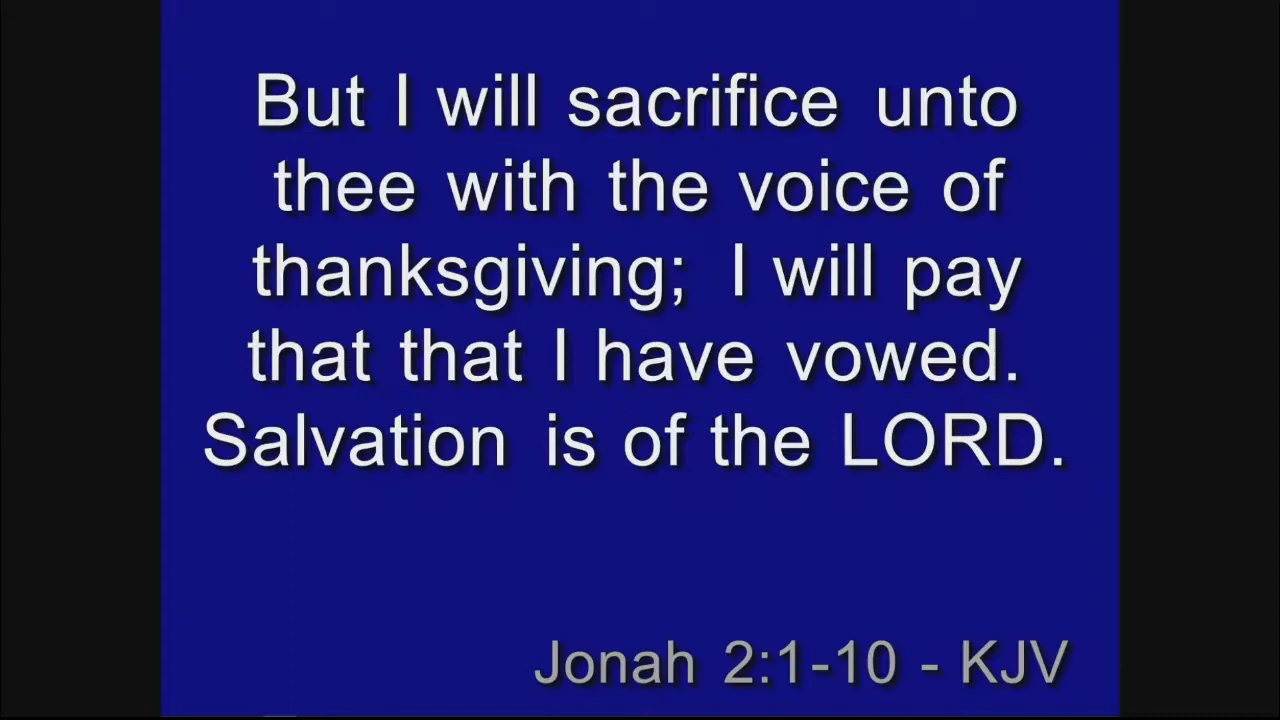 But I will sacrifice unto
thee with the voice of
thanksgiving; I will pay
that that I have vowed.
Salvation is of the LORD.
Jonah 2:1-10 - KJV